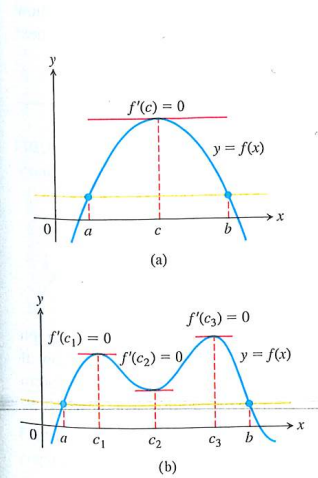 y
f′(c) = 0
y = f(x)
0 a c b x
(a)
y
f′(c₃) = 0
f′(c₁) = 0
f′(c₂) = 0 y = f(x)
0 a c₁ c₂ c₃ b x
(b)